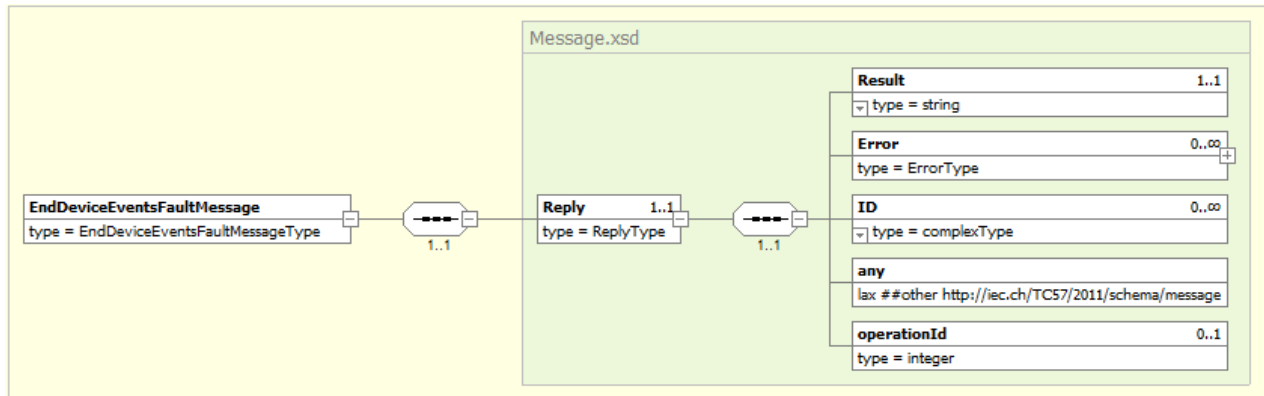 Message.xsd
Result 1..1
type = string
Error 0..∞
type = ErrorType
EndDeviceEventsFaultMessage
type = EndDeviceEventsFaultMessageType
1..1
Reply 1..1
type = ReplyType
1..1
ID 0..∞
type = complexType
any
lax ##other http://iec.ch/TC57/2011/schema/message
operationId 0..1
type = integer